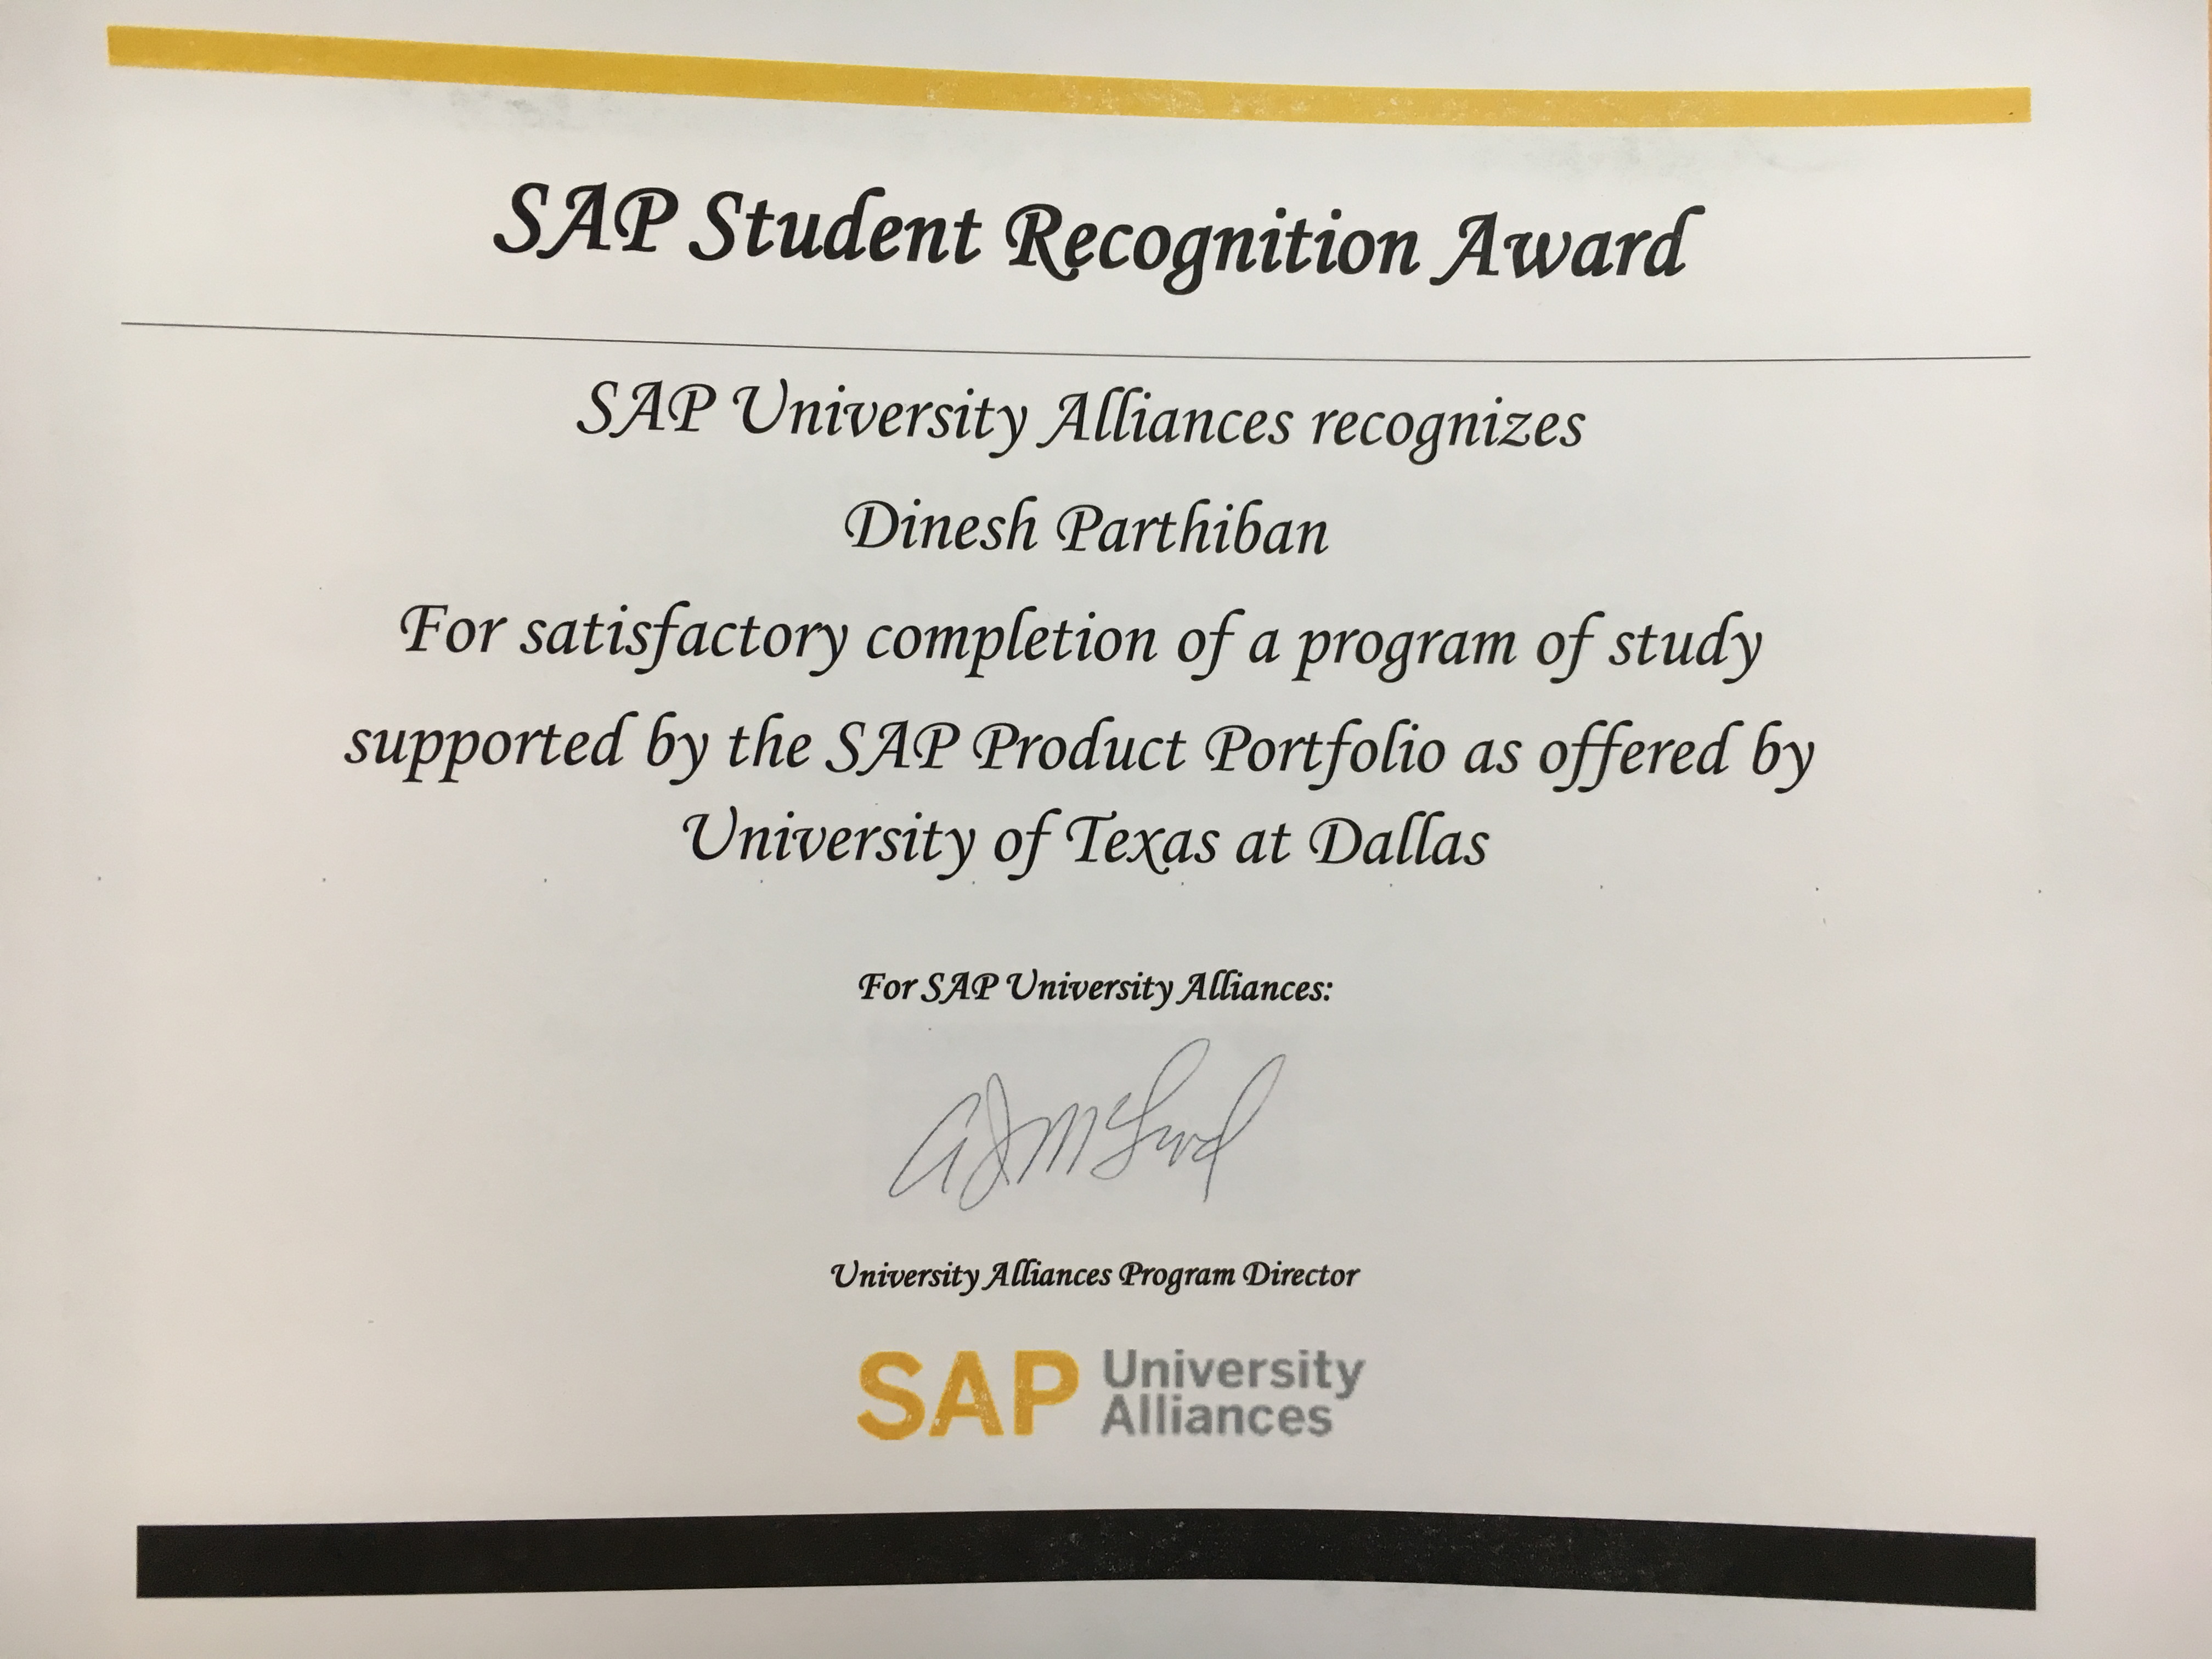 SAP Student Recognition Award
SAP University Alliances recognizes
Dinesh Parthiban
For satisfactory completion of a program of study
supported by the SAP Product Portfolio as offered by
University of Texas at Dallas
For SAP University Alliances:
University Alliances Program Director
SAP University
Alliances